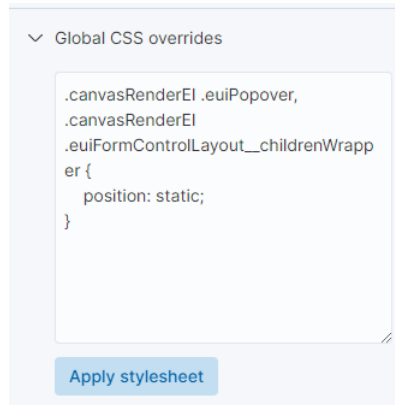 Global CSS overrides
.canvasRenderEl .euiPopover,
.canvasRenderEl
.euiFormControlLayout__childrenWrapp
er {
position: static;
}
Apply stylesheet